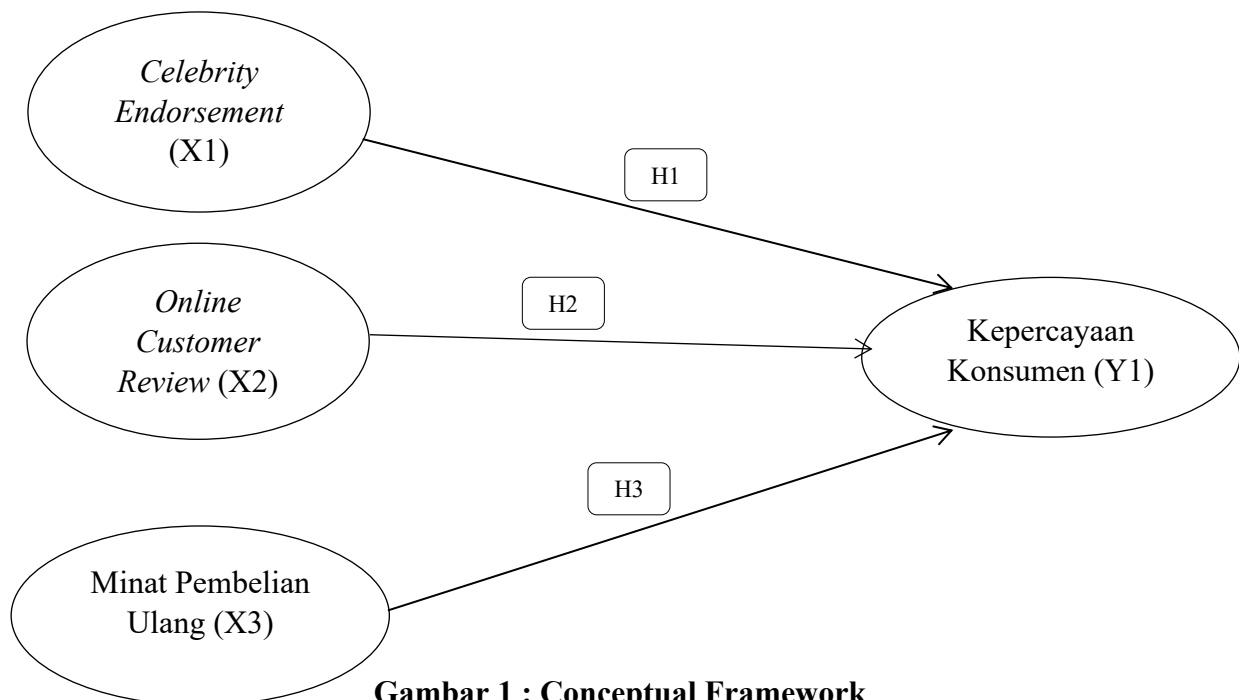 Celebrity
Endorsement
(X1)
H1
Online
Customer
Review (X2)
H2
Kepercayaan
Konsumen (Y1)
H3
Minat Pembelian
Ulang (X3)
Gambar 1 : Conceptual Framework